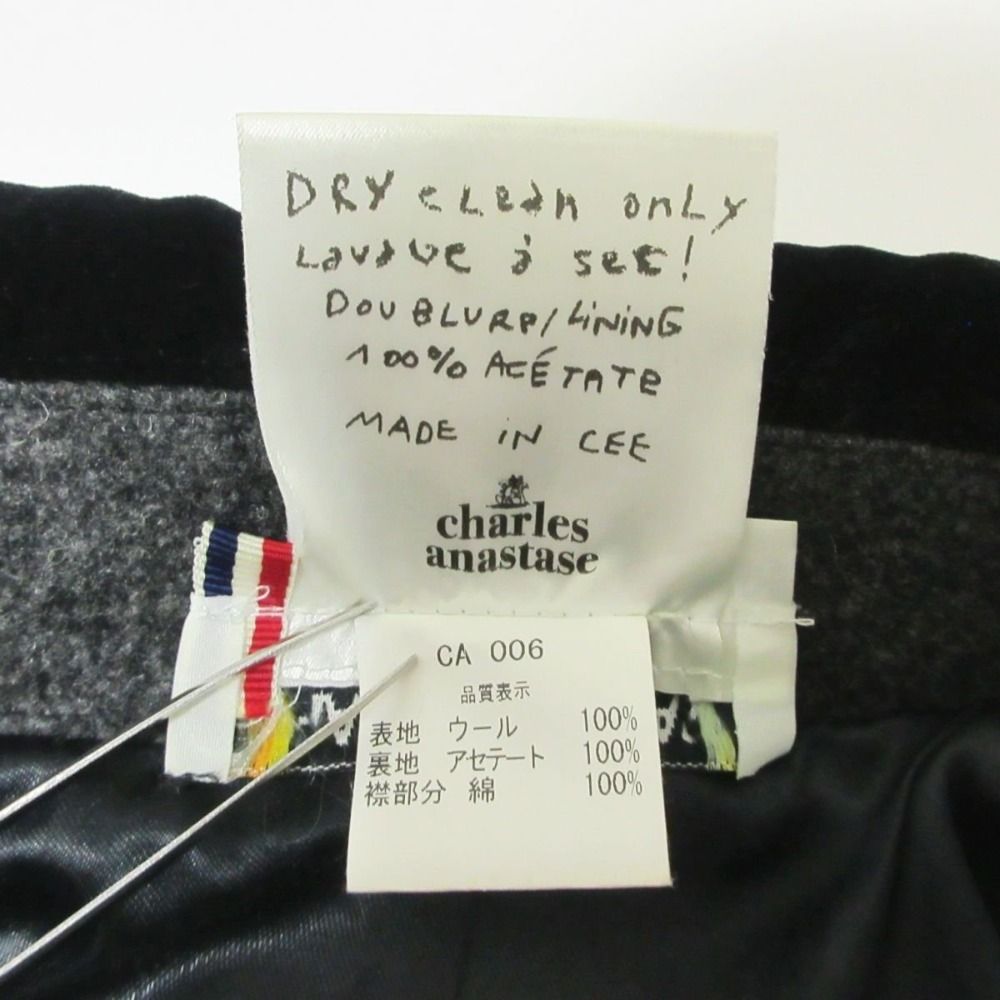 DRY clean only
Lavage à sec!
DOUBLURE/LINING
100% ACÉTATE
MADE iN CEE
charles
anastase
CA 006
品質表示
表地 ウール 100%
裏地 アセテート 100%
襟部分 綿 100%